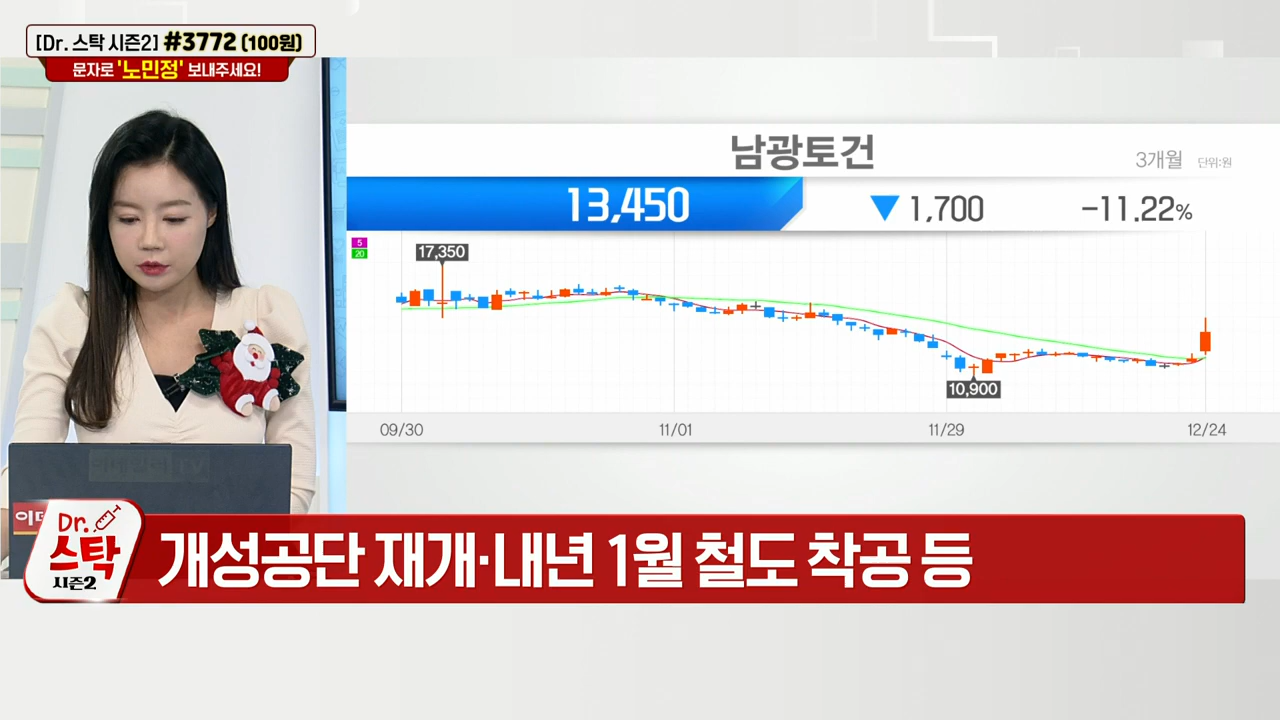 [Dr. 스탁 시즌2] #3772 (100원)
문자로 '노민정' 보내주세요!
남광토건
3개월 단위:원
13,450 ▼ 1,700 -11.22%
5
20
17,350
10,900
09/30 11/01 11/29 12/24
이데
Dr.
스탁
시즌2
개성공단 재개·내년 1월 철도 착공 등